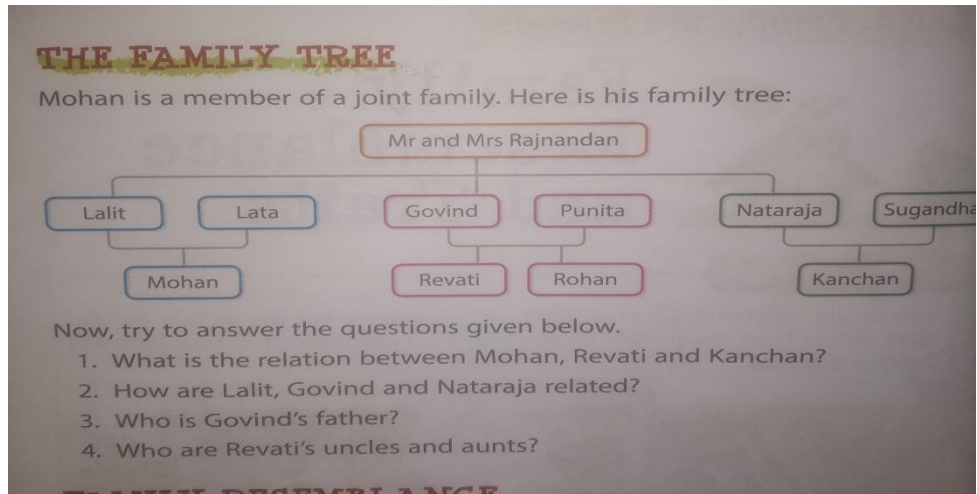 THE FAMILY TREE
Mohan is a member of a joint family. Here is his family tree:
Mr and Mrs Rajnandan
Lalit Lata Govind Punita Nataraja Sugandha
Mohan Revati Rohan Kanchan
Now, try to answer the questions given below.
1. What is the relation between Mohan, Revati and Kanchan?
2. How are Lalit, Govind and Nataraja related?
3. Who is Govind's father?
4. Who are Revati's uncles and aunts?
FAMILY RESEMBLANCE